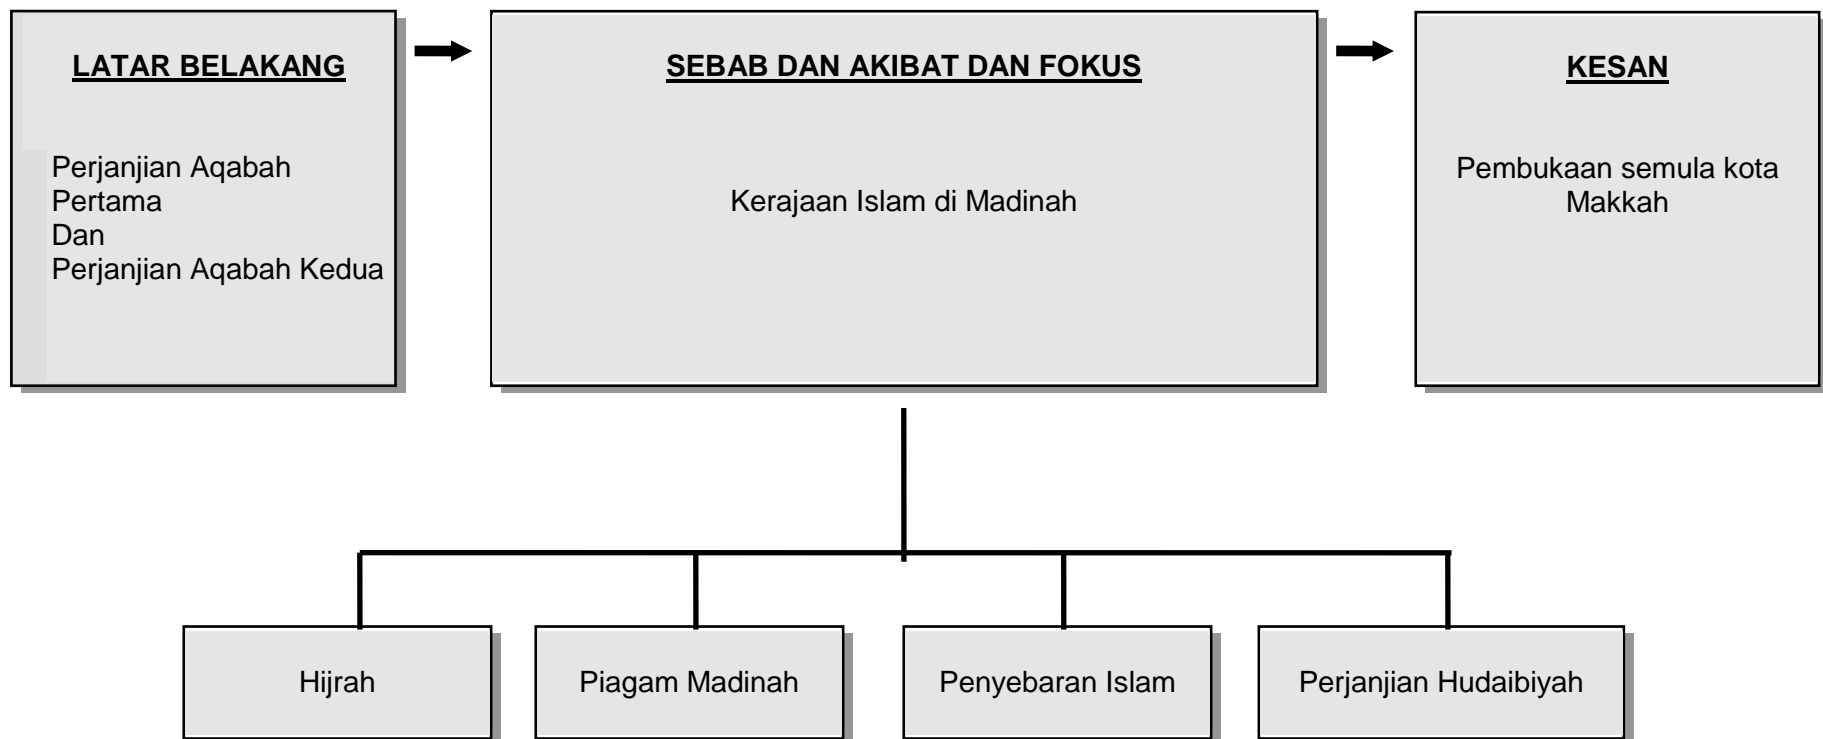 LATAR BELAKANG
Perjanjian Aqabah
Pertama
Dan
Perjanjian Aqabah Kedua
SEBAB DAN AKIBAT DAN FOKUS
Kerajaan Islam di Madinah
KESAN
Pembukaan semula kota
Makkah
Hijrah
Piagam Madinah
Penyebaran Islam
Perjanjian Hudaibiyah